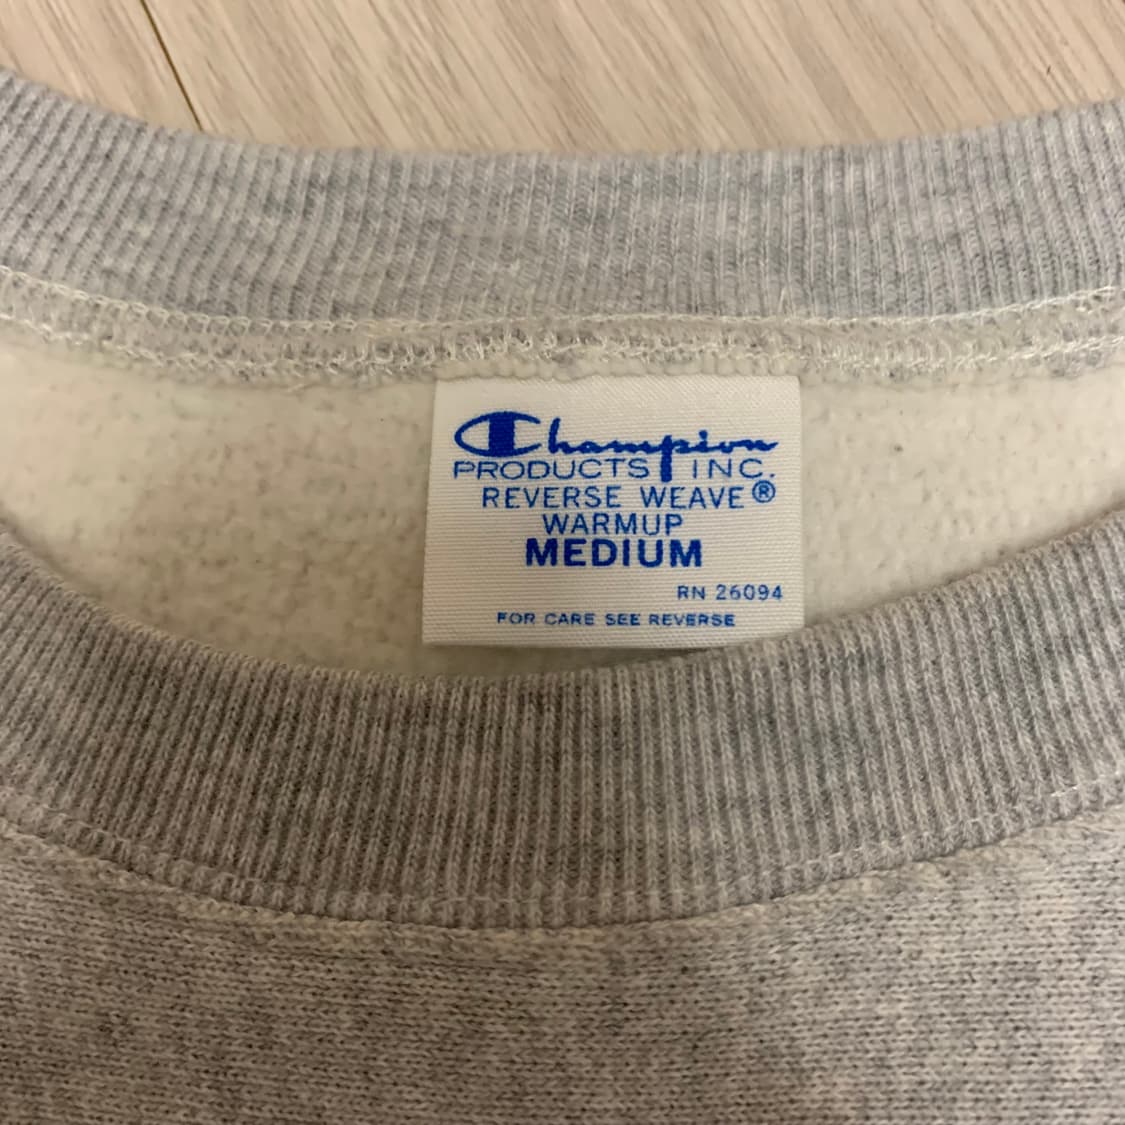 Champion
PRODUCTS INC.
REVERSE WEAVE®
WARMUP
MEDIUM
RN 26094
FOR CARE SEE REVERSE